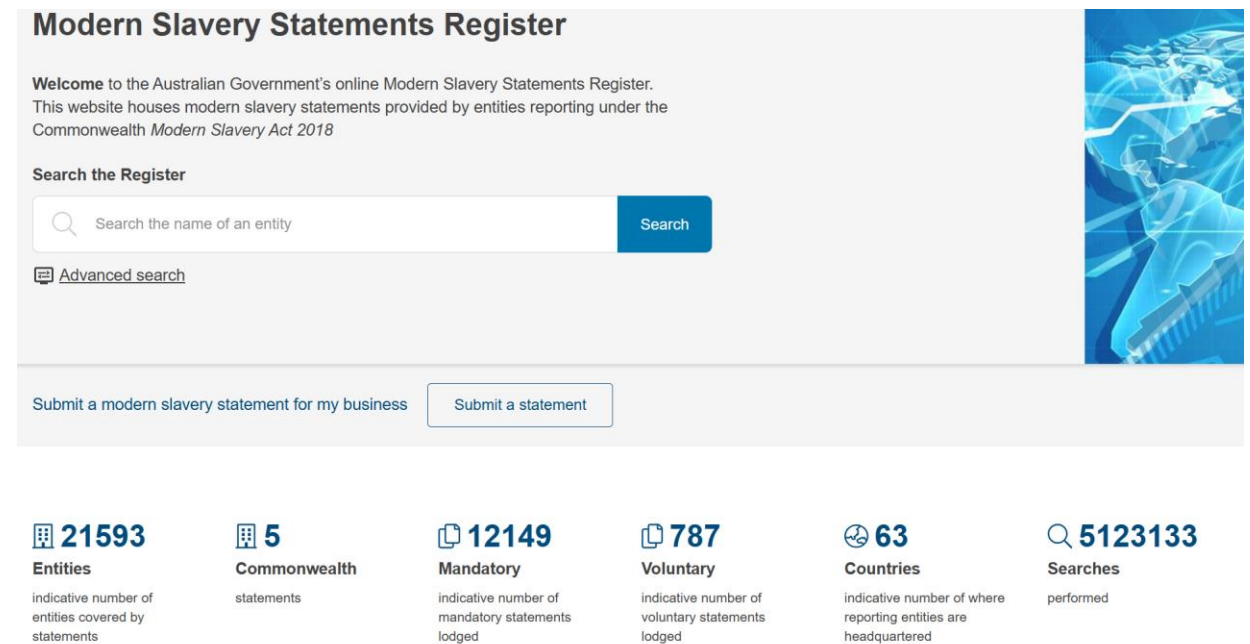 Modern Slavery Statements Register
Welcome to the Australian Government's online Modern Slavery Statements Register.
This website houses modern slavery statements provided by entities reporting under the
Commonwealth Modern Slavery Act 2018
Search the Register
Search the name of an entity
Search
Advanced search
Submit a modern slavery statement for my business
Submit a statement
21593
Entities
indicative number of
entities covered by
statements
5
Commonwealth
statements
12149
Mandatory
indicative number of
mandatory statements
lodged
787
Voluntary
indicative number of
voluntary statements
lodged
63
Countries
indicative number of where
reporting entities are
headquartered
5123133
Searches
performed